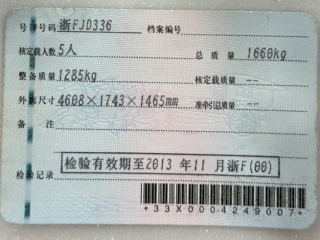 号牌号码 浙FJD336 档案编号
核定载人数 5人 总质量 1660kg
整备质量 1285kg 核定载质量 --
外廓尺寸 4608×1743×1465mm 准牵引总质量 --
备注
检验有效期至2013 年 11 月浙F(00)
检验记录
*33X0004249007*